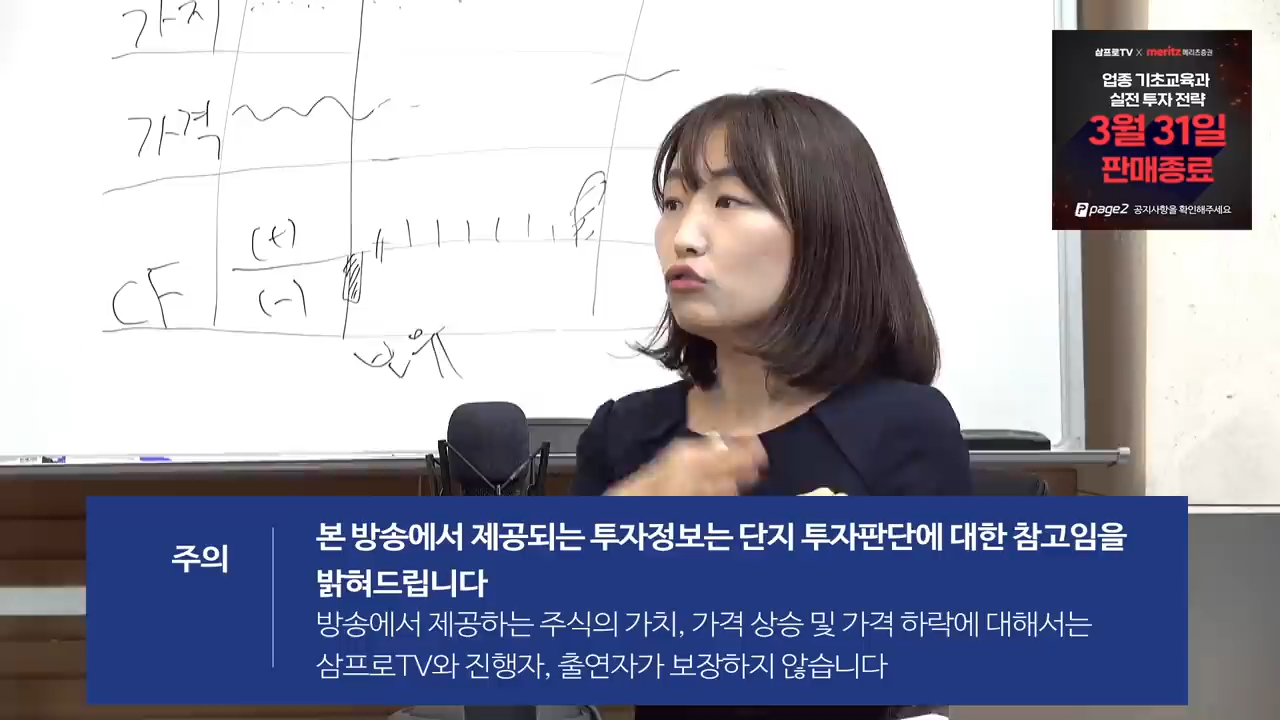 가치
가격
(+)
CF
(-)
보유
삼프로TV × meritz 메리츠증권
업종 기초교육과
실전 투자 전략
3월 31일
판매종료
page2 공지사항을 확인해주세요
주의
본 방송에서 제공되는 투자정보는 단지 투자판단에 대한 참고임을
밝혀드립니다
방송에서 제공하는 주식의 가치, 가격 상승 및 가격 하락에 대해서는
삼프로TV와 진행자, 출연자가 보장하지 않습니다